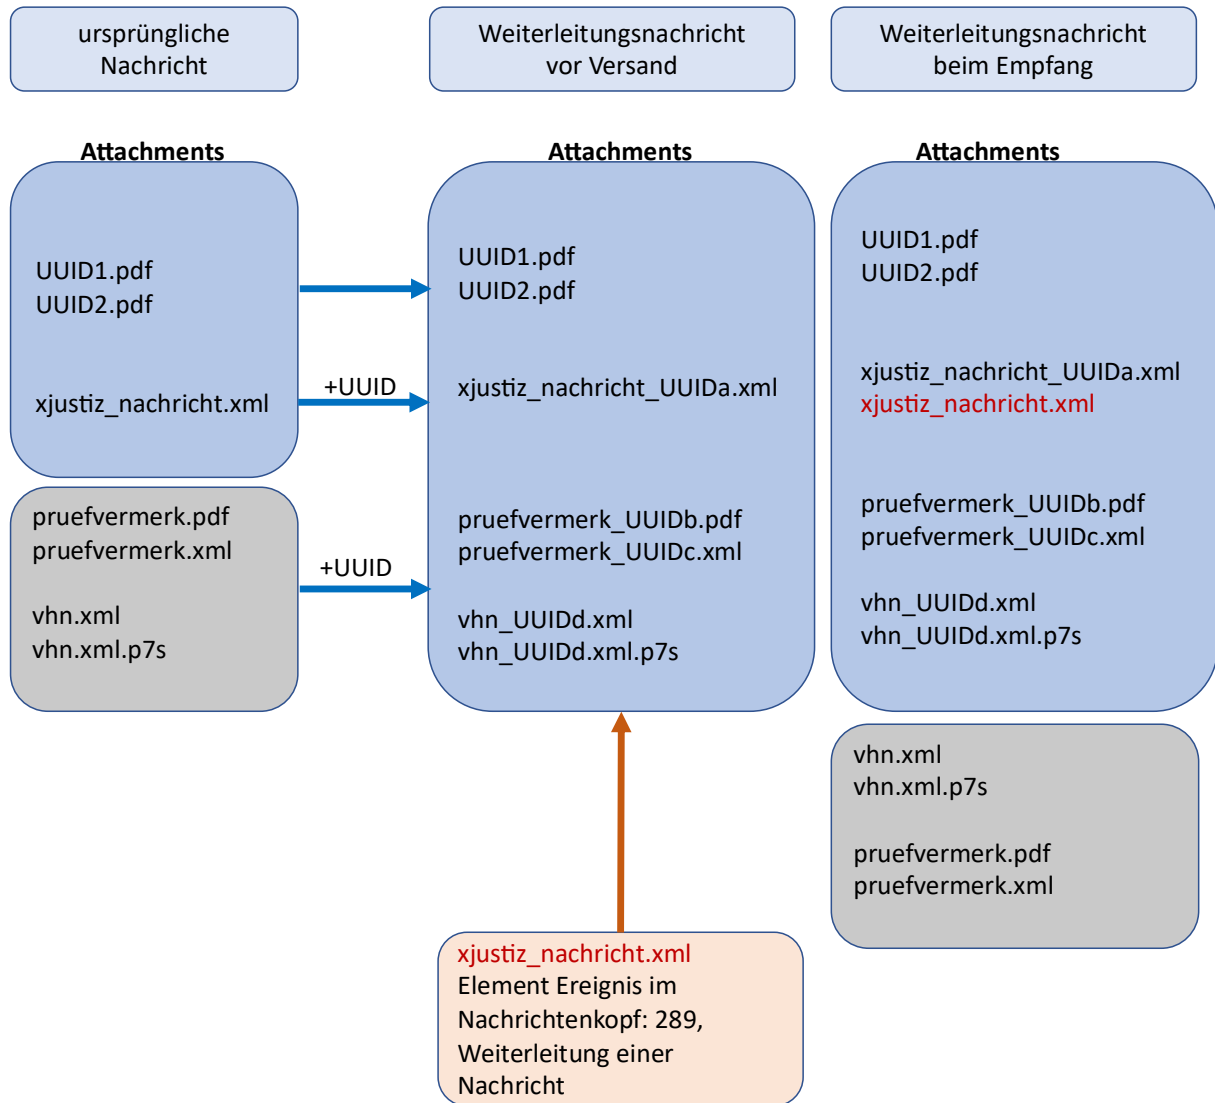 ursprüngliche
Nachricht
Weiterleitungsnachricht
vor Versand
Weiterleitungsnachricht
beim Empfang
Attachments
UUID1.pdf
UUID2.pdf
xjustiz_nachricht.xml
pruefvermerk.pdf
pruefvermerk.xml
vhn.xml
vhn.xml.p7s
+UUID
+UUID
Attachments
UUID1.pdf
UUID2.pdf
xjustiz_nachricht_UUIDa.xml
pruefvermerk_UUIDb.pdf
pruefvermerk_UUIDc.xml
vhn_UUIDd.xml
vhn_UUIDd.xml.p7s
xjustiz_nachricht.xml
Element Ereignis im
Nachrichtenkopf: 289,
Weiterleitung einer
Nachricht
Attachments
UUID1.pdf
UUID2.pdf
xjustiz_nachricht_UUIDa.xml
xjustiz_nachricht.xml
pruefvermerk_UUIDb.pdf
pruefvermerk_UUIDc.xml
vhn_UUIDd.xml
vhn_UUIDd.xml.p7s
vhn.xml
vhn.xml.p7s
pruefvermerk.pdf
pruefvermerk.xml